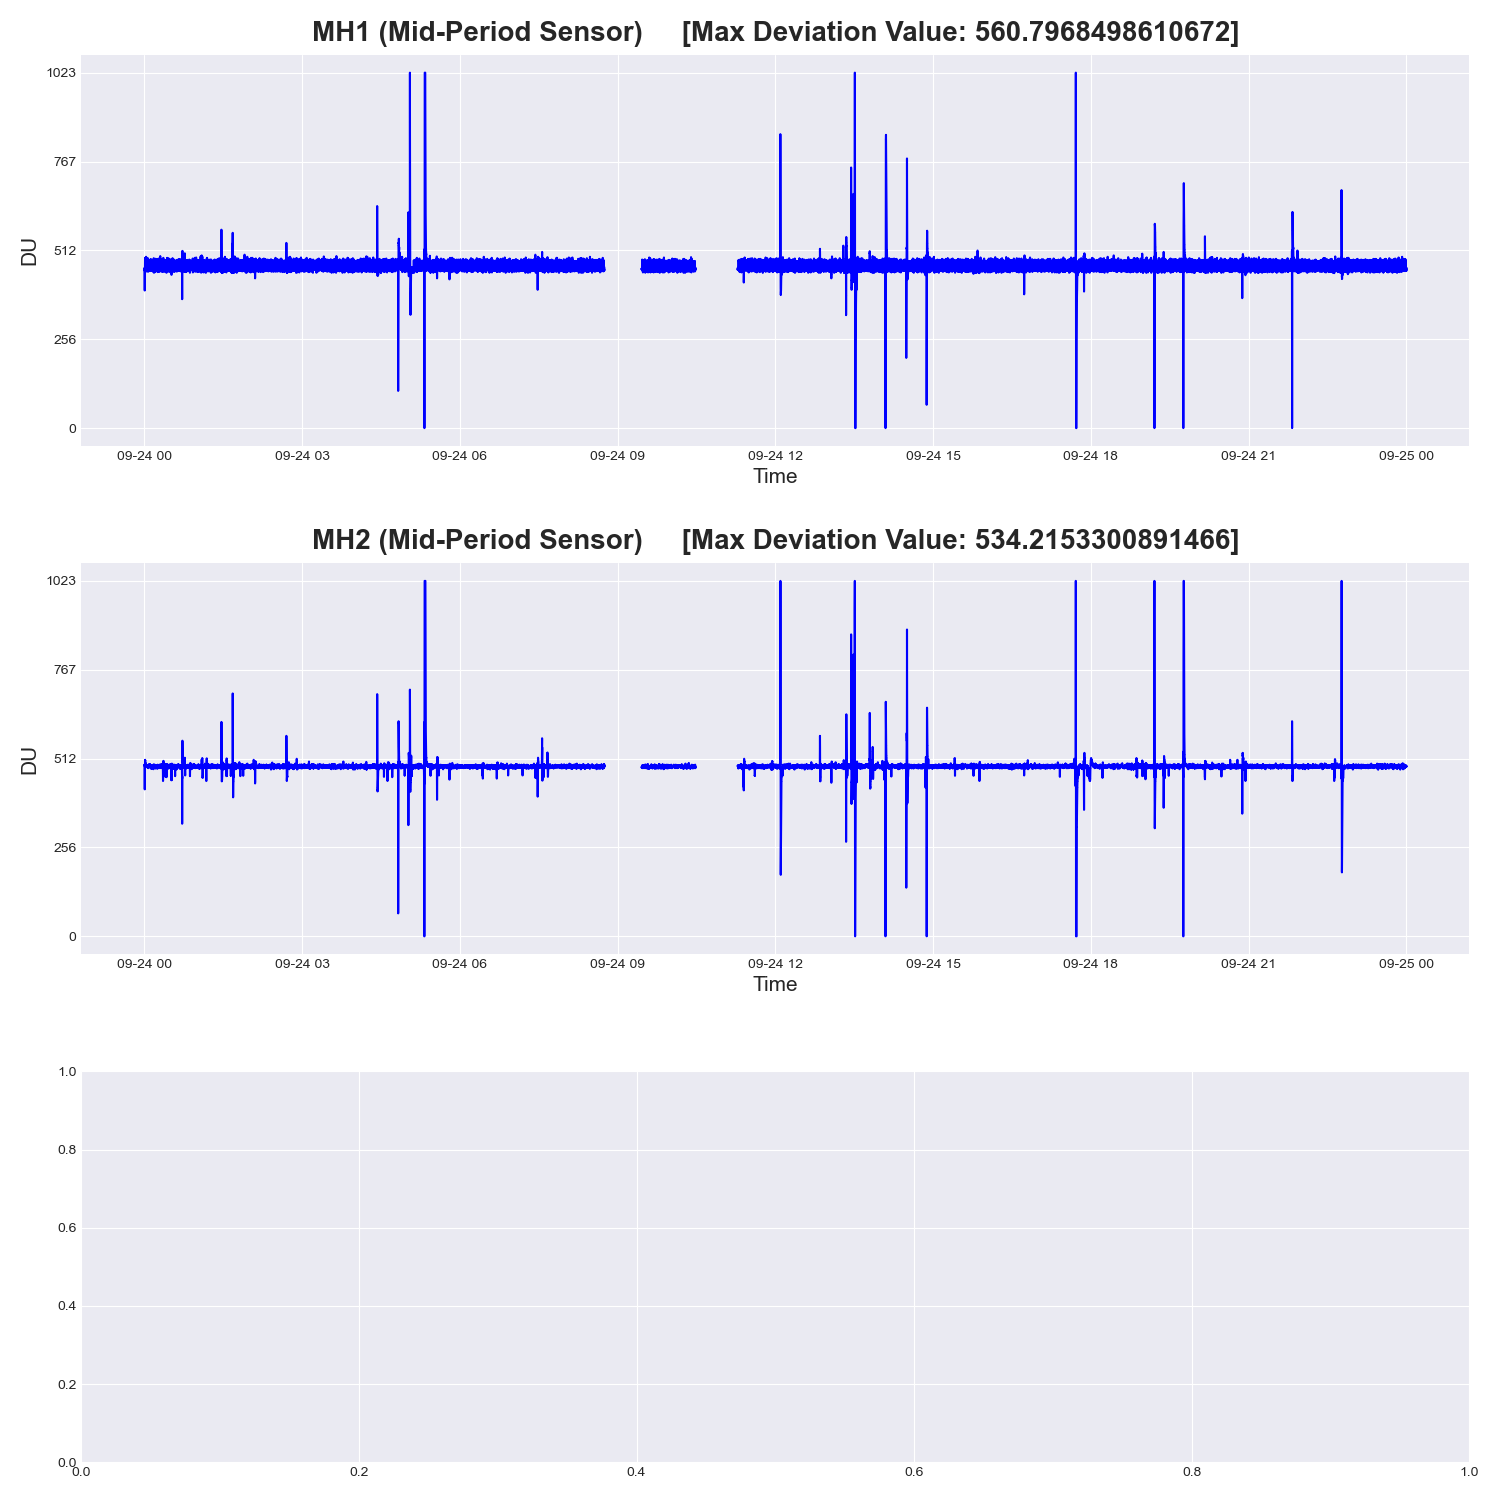 MH1 (Mid-Period Sensor) [Max Deviation Value: 560.7968498610672]
1023
767
512
256
0
DU
09-24 00 09-24 03 09-24 06 09-24 09 09-24 12 09-24 15 09-24 18 09-24 21 09-25 00
Time
MH2 (Mid-Period Sensor) [Max Deviation Value: 534.2153300891466]
1023
767
512
256
0
DU
09-24 00 09-24 03 09-24 06 09-24 09 09-24 12 09-24 15 09-24 18 09-24 21 09-25 00
Time
1.0
0.8
0.6
0.4
0.2
0.0
0.0 0.2 0.4 0.6 0.8 1.0